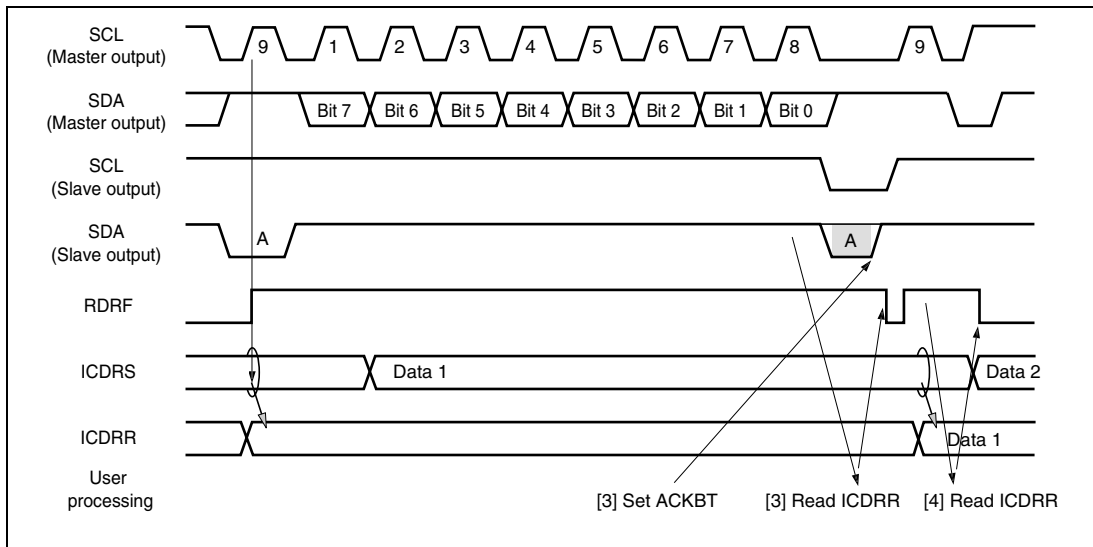 SCL
(Master output)
9 1 2 3 4 5 6 7 8 9
SDA
(Master output)
Bit 7 Bit 6 Bit 5 Bit 4 Bit 3 Bit 2 Bit 1 Bit 0
SCL
(Slave output)
SDA
(Slave output)
A A
RDRF
ICDRS
Data 1 Data 2
ICDRR
Data 1
User
processing
[3] Set ACKBT [3] Read ICDRR [4] Read ICDRR